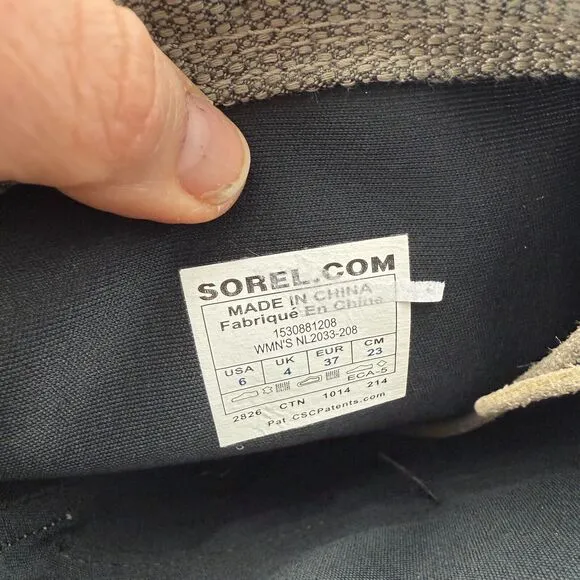 SOREL.COM
MADE IN CHINA
Fabriqué En Chine
1530881208
WMN'S NL2033-208
USA UK EUR CM
6 4 37 23
ECA-5
2826 CTN 1014 214
Pat CSCPatents.com